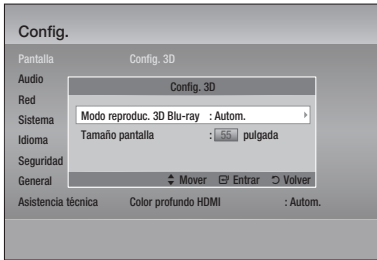 Config.
Pantalla Config. 3D
Audio
Config. 3D
Red
Sistema
Modo reproduc. 3D Blu-ray : Autom.
Idioma
Tamaño pantalla : 55 pulgada
Seguridad
General
Mover Entrar Volver
Asistencia técnica Color profundo HDMI : Autom.